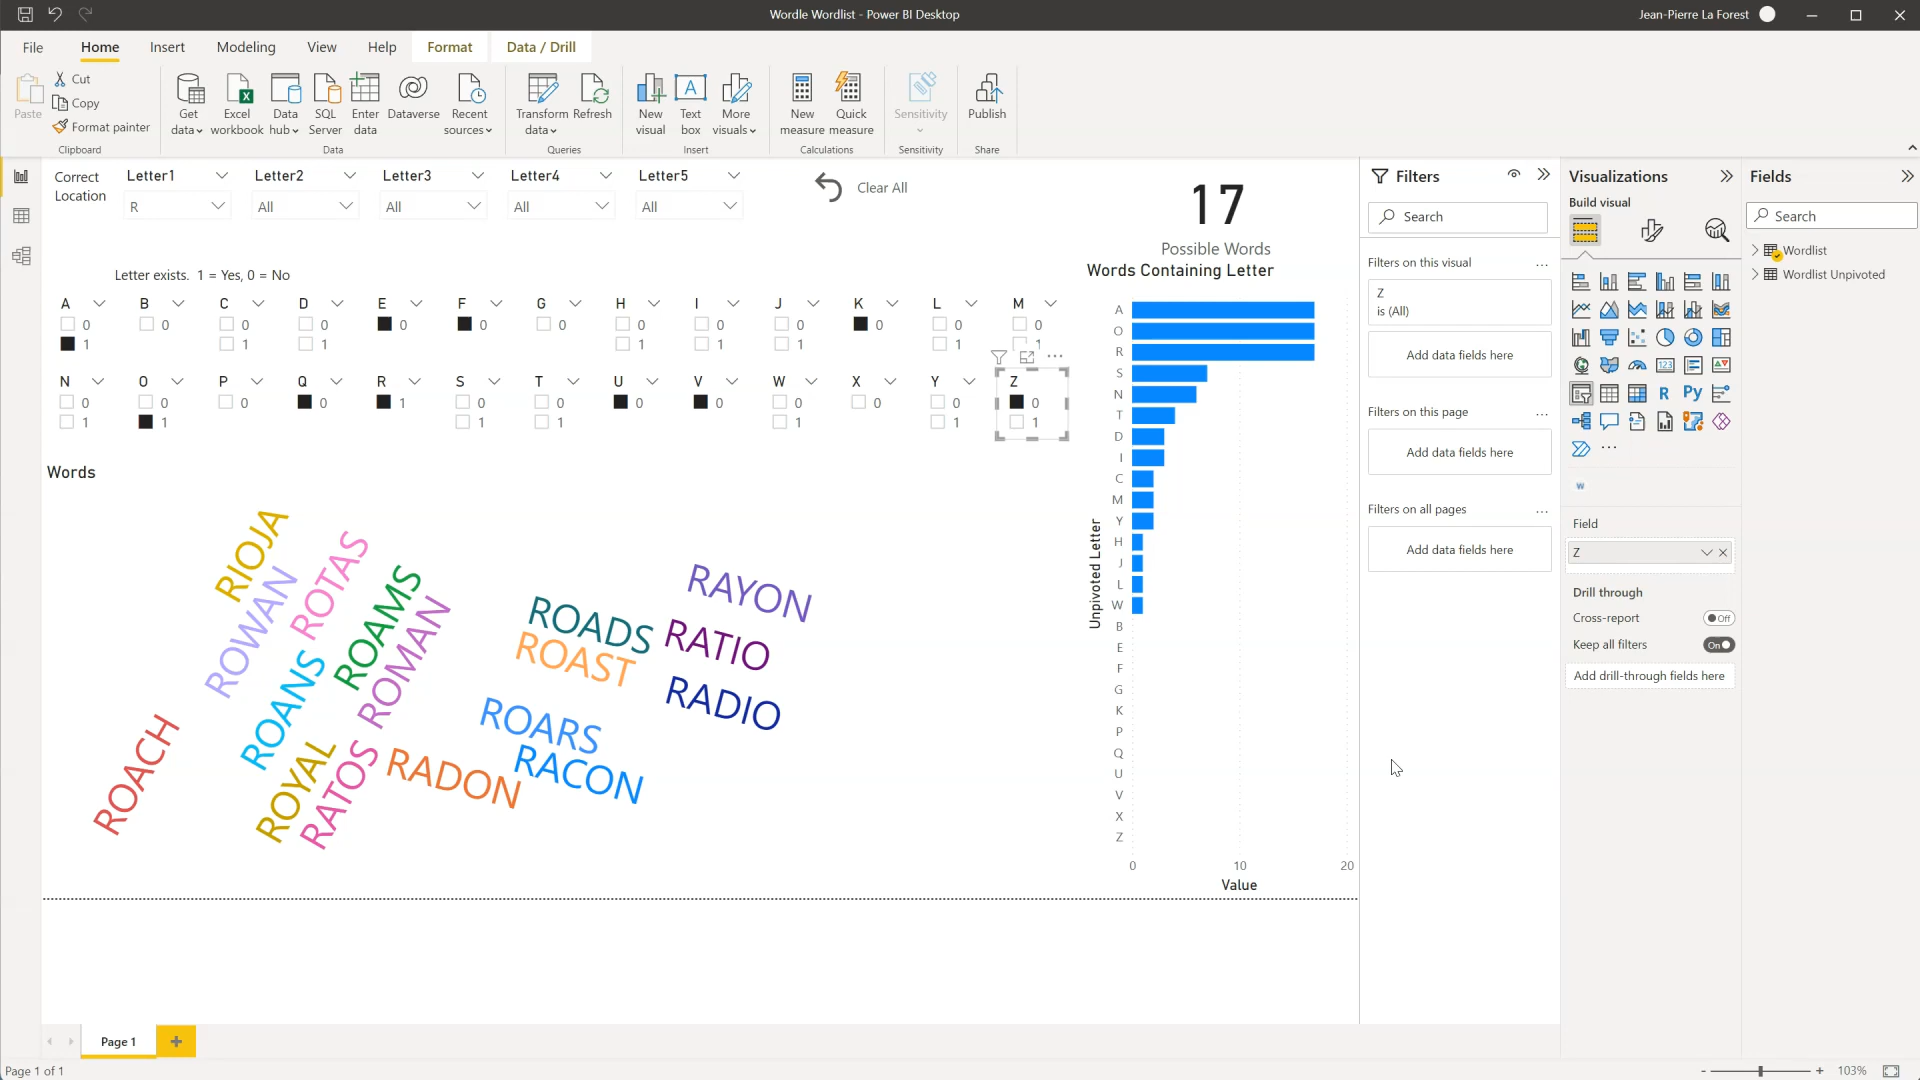 Wordle Wordlist - Power BI Desktop
Jean-Pierre La Forest
File Home Insert Modeling View Help Format Data / Drill
Paste
Cut
Copy
Format painter
Clipboard
Get data
Excel workbook
Data hub
SQL Server
Enter data
Dataverse
Recent sources
Data
Transform data
Refresh
Queries
New visual
Text box
More visuals
Insert
New measure
Quick measure
Calculations
Sensitivity
Sensitivity
Publish
Share
Correct Location
Letter1 Letter2 Letter3 Letter4 Letter5
R All All All All
Clear All
Letter exists. 1 = Yes, 0 = No
A B C D E F G H I J K L M
0 0 0 0 0 0 0 0 0 0 0 0 0
1 1 1 1 1 1 1 1
N O P Q R S T U V W X Y Z
0 0 0 0 1 0 0 0 0 0 0 0 0
1 1 1 1 1 1 1
Words
RIOJA
ROWAN
ROTAS
ROAMS
ROMAN
ROANS
ROACH
ROYAL
RATOS
RADON
ROADS
ROAST
ROARS
RACON
RAYON
RATIO
RADIO
17
Possible Words
Words Containing Letter
Unpivoted Letter
A
O
R
S
N
T
D
I
C
M
Y
H
J
L
W
B
E
F
G
K
P
Q
U
V
X
Z
0 10 20
Value
Filters
Search
Filters on this visual ...
Z
is (All)
Add data fields here
Filters on this page ...
Add data fields here
Filters on all pages ...
Add data fields here
Visualizations
Build visual
123
R
Py
...
W
Field
Z
Drill through
Cross-report Off
Keep all filters On
Add drill-through fields here
Fields
Search
Wordlist
Wordlist Unpivoted
Page 1
+
Page 1 of 1
- + 103%